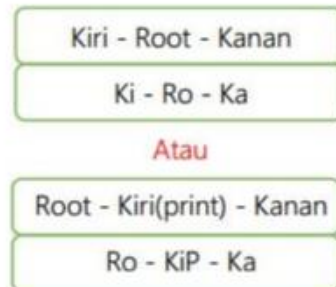 Kiri - Root - Kanan
Ki - Ro - Ka
Atau
Root - Kiri(print) - Kanan
Ro - KiP - Ka